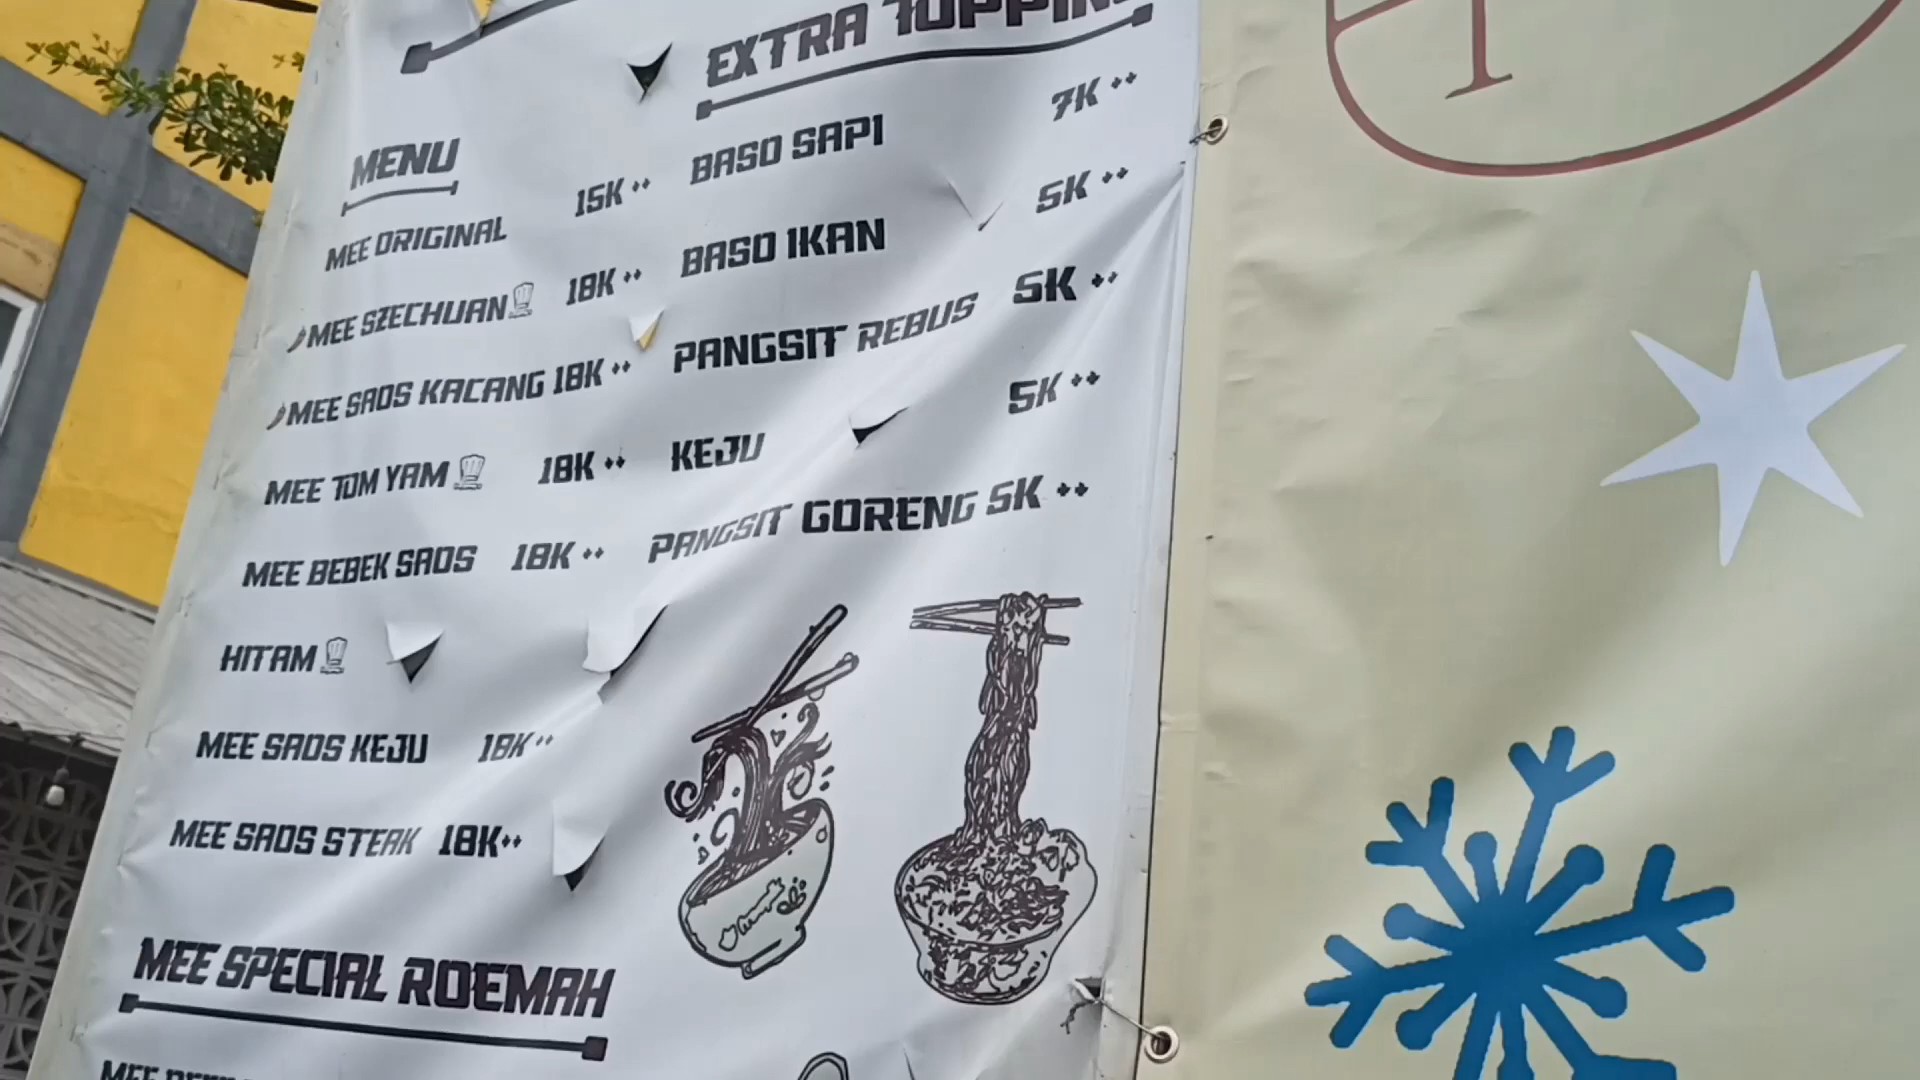 EXTRA TOPPING
MENU
MEE ORIGINAL 15K ++
MEE SZECHUAN 18K ++
MEE SAOS KACANG 18K ++
MEE TOM YAM 18K ++
MEE BEBEK SAOS 18K ++
HITAM
MEE SAOS KEJU 18K ++
MEE SAOS STEAK 18K ++
BASO SAPI 7K ++
BASO IKAN 5K ++
PANGSIT REBUS 5K ++
KEJU 5K ++
PANGSIT GORENG 5K ++
MEE SPECIAL ROEMAH
MEE